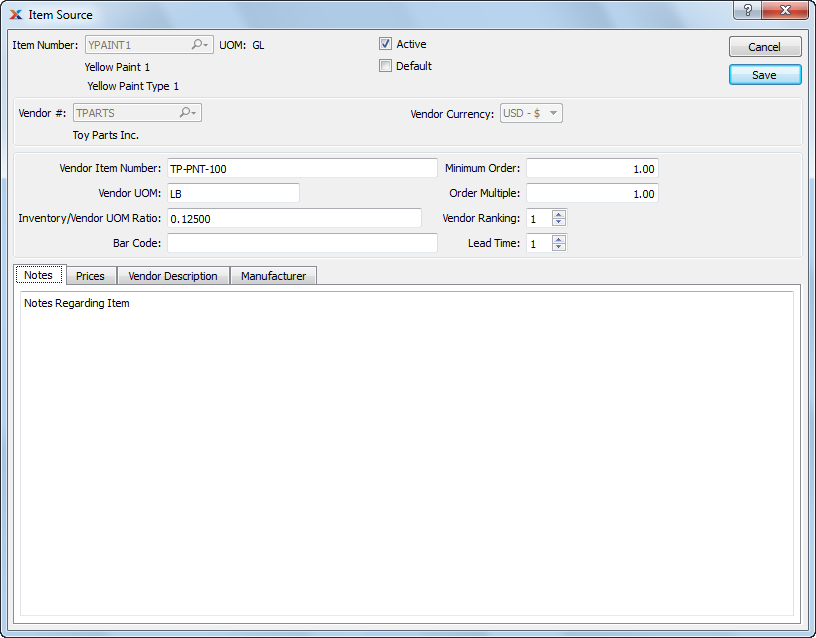 Item Source
Item Number: YPAINT1 UOM: GL
Active
Cancel
Yellow Paint 1
Default
Save
Yellow Paint Type 1
Vendor #: TPARTS
Vendor Currency: USD - $
Toy Parts Inc.
Vendor Item Number: TP-PNT-100
Minimum Order: 1.00
Vendor UOM: LB
Order Multiple: 1.00
Inventory/Vendor UOM Ratio: 0.12500
Vendor Ranking: 1
Bar Code:
Lead Time: 1
Notes Prices Vendor Description Manufacturer
Notes Regarding Item